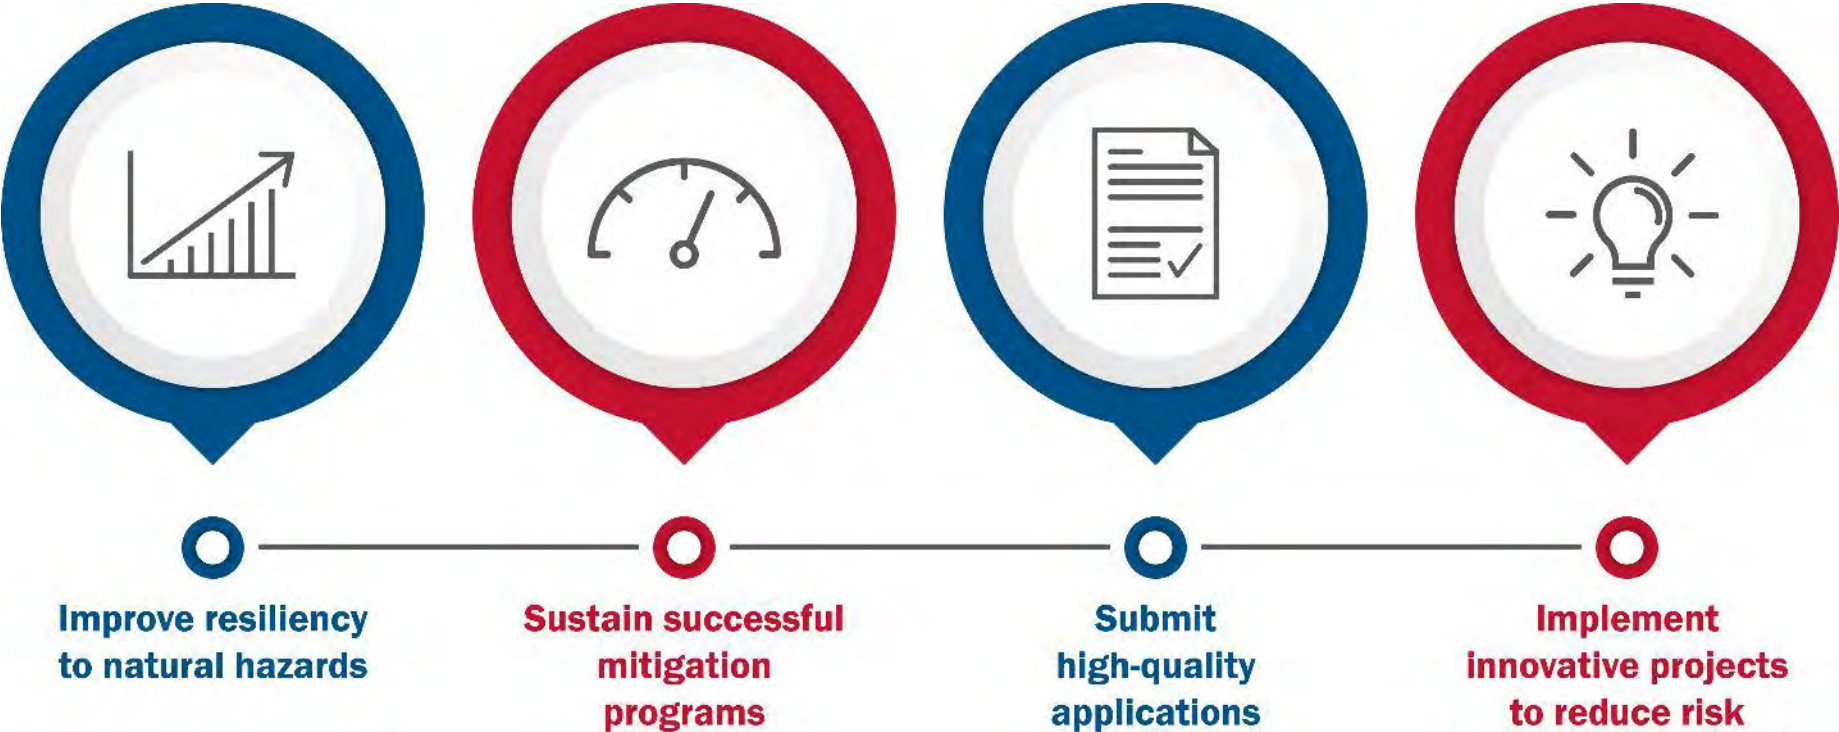 Improve resiliency
to natural hazards
Sustain successful
mitigation
programs
Submit
high-quality
applications
Implement
innovative projects
to reduce risk